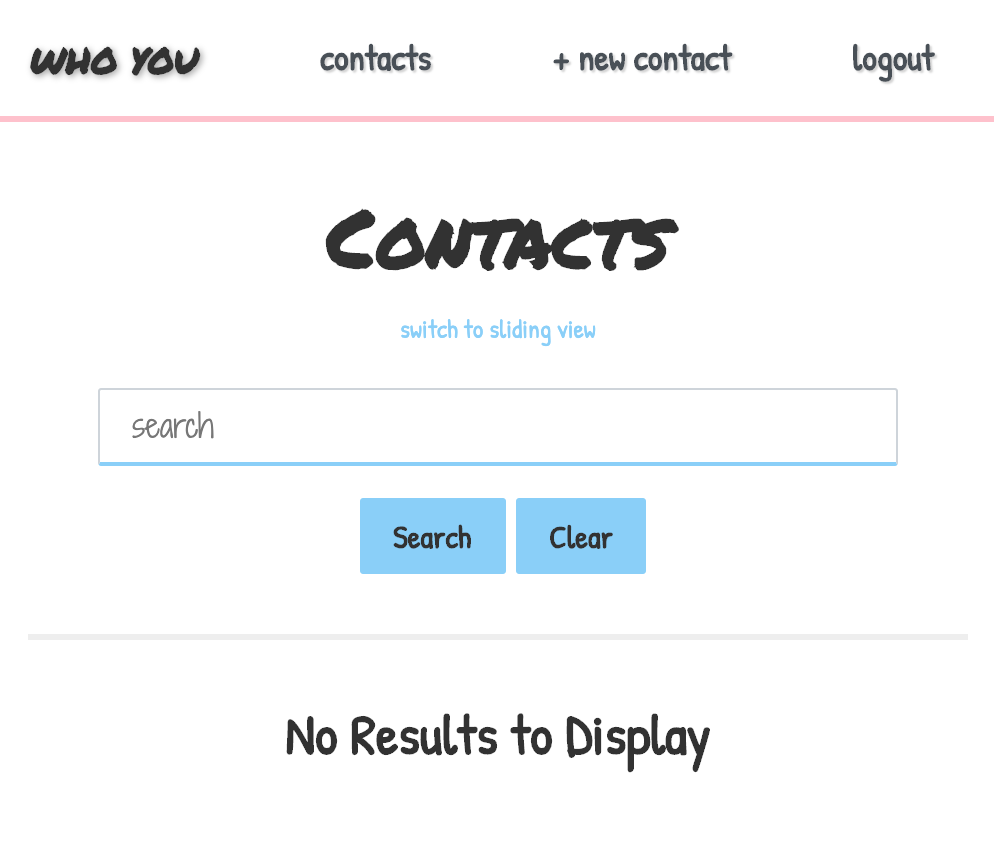 WHO YOU contacts + new contact logout
CONTACTS
switch to sliding view
search
Search Clear
No Results to Display